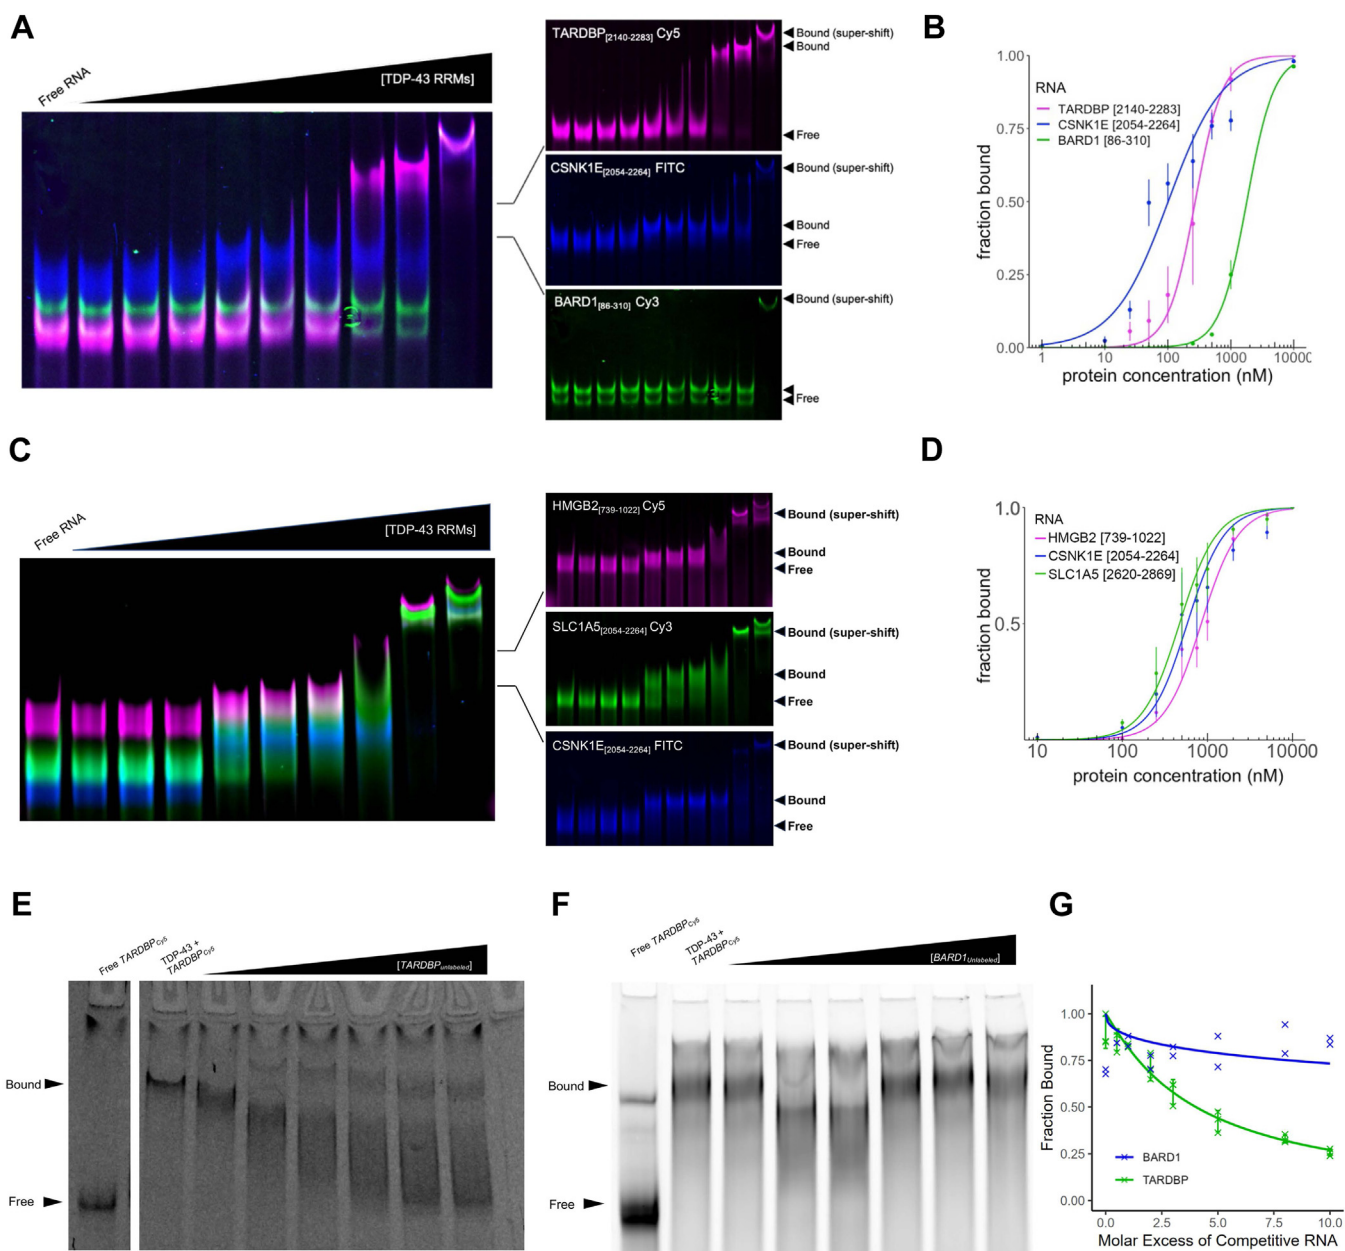 A
Free RNA
[TDP-43 RRMs]
TARDBP[2140-2283] Cy5
Bound (super-shift)
Bound
Free
CSNK1E[2054-2264] FITC
Bound (super-shift)
Bound
Free
BARD1[86-310] Cy3
Bound (super-shift)
Free
B
1.00
0.75
0.50
0.25
0.00
fraction bound
RNA
TARDBP [2140-2283]
CSNK1E [2054-2264]
BARD1 [86-310]
1 10 100 1000 10000
protein concentration (nM)
C
Free RNA
[TDP-43 RRMs]
HMGB2[739-1022] Cy5
Bound (super-shift)
Bound
Free
SLC1A5[2054-2264] Cy3
Bound (super-shift)
Bound
Free
CSNK1E[2054-2264] FITC
Bound (super-shift)
Bound
Free
D
1.0
0.5
fraction bound
RNA
HMGB2 [739-1022]
CSNK1E [2054-2264]
SLC1A5 [2620-2869]
10 100 1000 10000
protein concentration (nM)
E
Free TARDBPCy5
TDP-43 +
TARDBPCy5
[TARDBPunlabeled]
Bound
Free
F
Free TARDBPCy5
TDP-43 +
TARDBPCy5
[BARD1Unlabeled]
Bound
Free
G
1.00
0.75
0.50
0.25
0.00
Fraction Bound
BARD1
TARDBP
0.0 2.5 5.0 7.5 10.0
Molar Excess of Competitive RNA